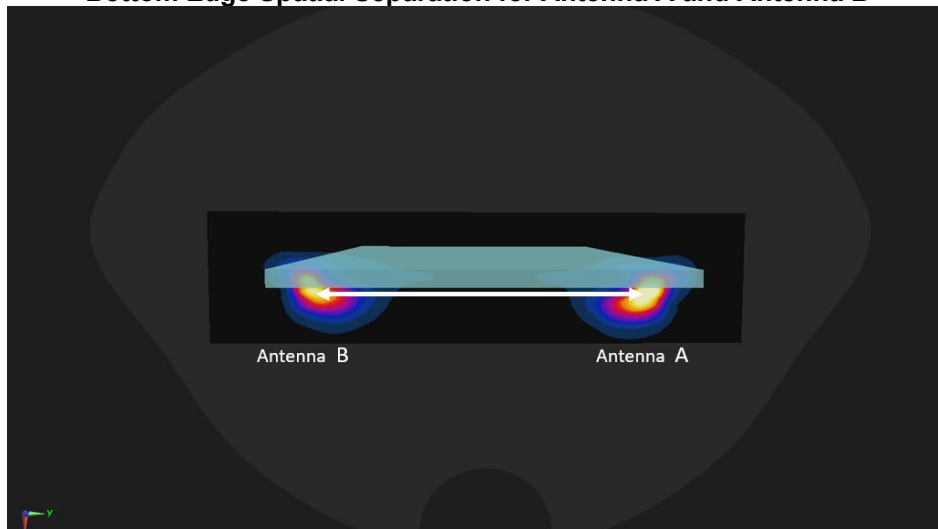 Bottom Edge Spatial Separation for Antenna A and Antenna B
Antenna B
Antenna A
Y